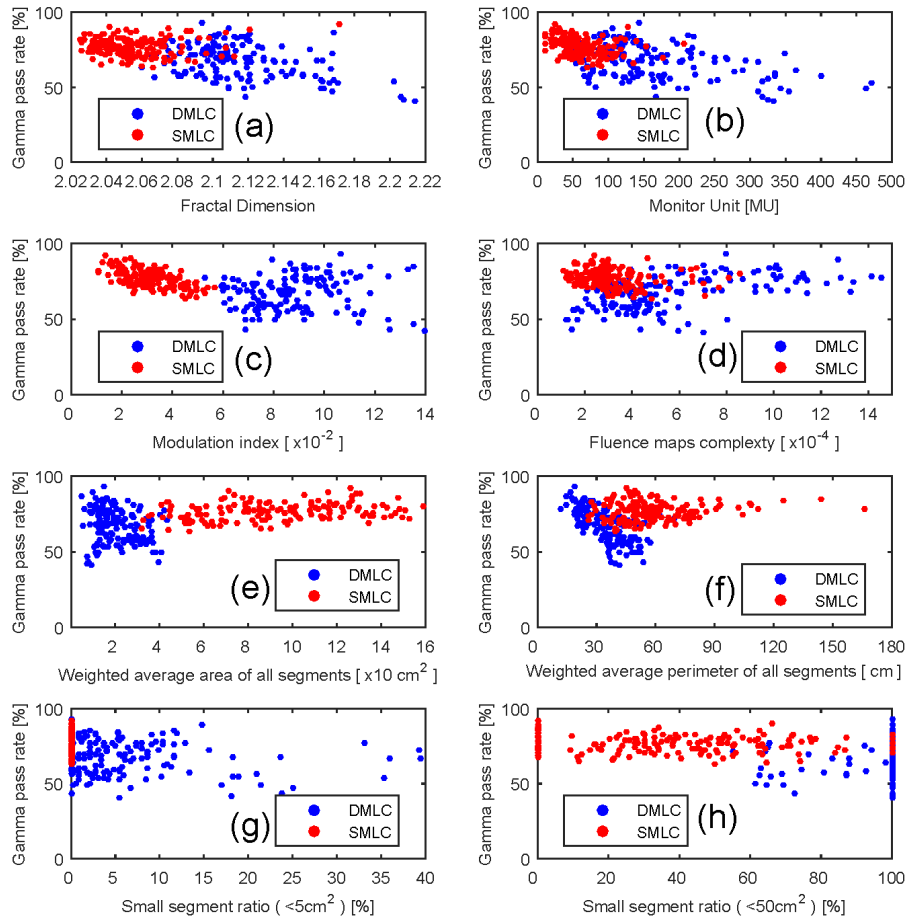 Gamma pass rate [%]
100
50
0
DMLC
SMLC
(a)
2.02 2.04 2.06 2.08 2.1 2.12 2.14 2.16 2.18 2.2 2.22
Fractal Dimension
Gamma pass rate [%]
100
50
0
DMLC
SMLC
(b)
0 50 100 150 200 250 300 350 400 450 500
Monitor Unit [MU]
Gamma pass rate [%]
100
50
0
DMLC
SMLC
(c)
0 2 4 6 8 10 12 14
Modulation index [ x10-2 ]
Gamma pass rate [%]
100
50
0
DMLC
SMLC
(d)
0 2 4 6 8 10 12 14
Fluence maps complexty [ x10-4 ]
Gamma pass rate [%]
100
50
0
DMLC
SMLC
(e)
2 4 6 8 10 12 14 16
Weighted average area of all segments [ x10 cm2 ]
Gamma pass rate [%]
100
50
0
DMLC
SMLC
(f)
0 30 60 90 120 150 180
Weighted average perimeter of all segments [ cm ]
Gamma pass rate [%]
100
50
0
DMLC
SMLC
(g)
0 5 10 15 20 25 30 35 40
Small segment ratio ( <5cm2 ) [%]
Gamma pass rate [%]
100
50
0
DMLC
SMLC
(h)
0 20 40 60 80 100
Small segment ratio ( <50cm2 ) [%]